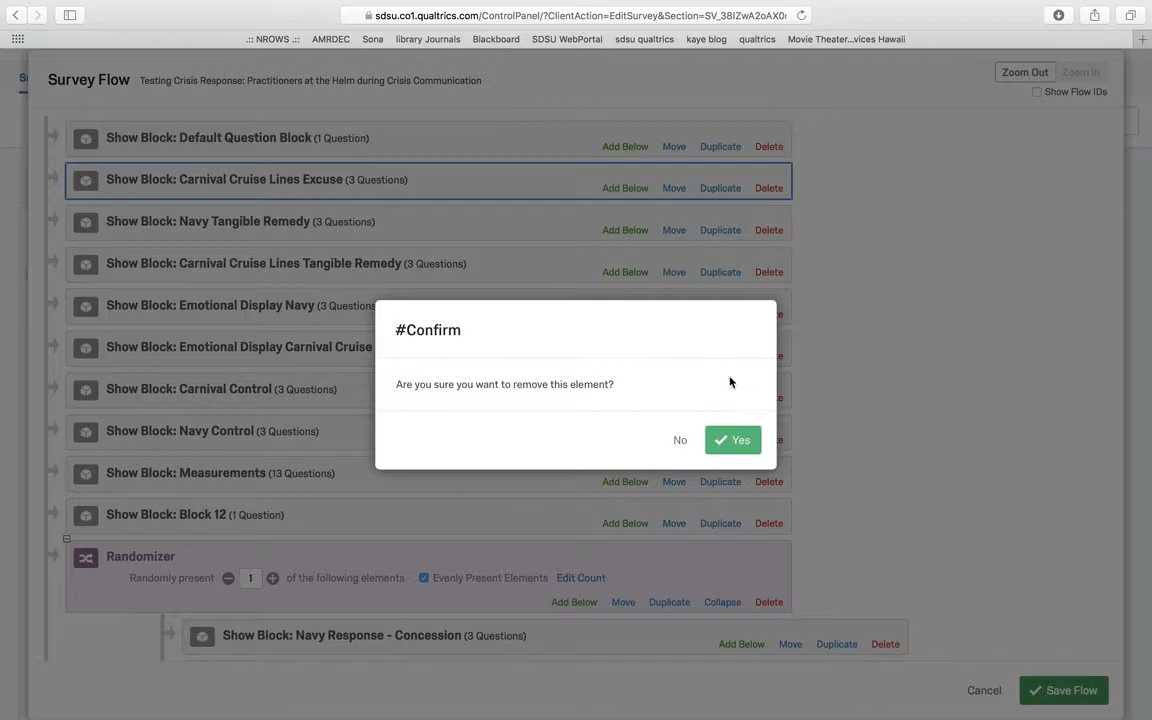 sdsu.co1.qualtrics.com/ControlPanel/?ClientAction=EditSurvey&Section=SV_38IZwA2oAX0
.:: NROWS .:: AMRDEC Sona library Journals Blackboard SDSU WebPortal sdsu qualtrics kaye blog qualtrics Movie Theater...vices Hawaii
Survey Flow Testing Crisis Response: Practitioners at the Helm during Crisis Communication
Zoom Out Zoom In
Show Flow IDs
Show Block: Default Question Block (1 Question)
Add Below Move Duplicate Delete
Show Block: Carnival Cruise Lines Excuse (3 Questions)
Add Below Move Duplicate Delete
Show Block: Navy Tangible Remedy (3 Questions)
Add Below Move Duplicate Delete
Show Block: Carnival Cruise Lines Tangible Remedy (3 Questions)
Add Below Move Duplicate Delete
Show Block: Emotional Display Navy (3 Questions
Show Block: Emotional Display Carnival Cruise
Show Block: Carnival Control (3 Questions)
Show Block: Navy Control (3 Questions)
#Confirm
Are you sure you want to remove this element?
No Yes
Show Block: Measurements (13 Questions)
Add Below Move Duplicate Delete
Show Block: Block 12 (1 Question)
Add Below Move Duplicate Delete
Randomizer
Randomly present 1 of the following elements Evenly Present Elements Edit Count
Add Below Move Duplicate Collapse Delete
Show Block: Navy Response - Concession (3 Questions)
Add Below Move Duplicate Delete
Cancel Save Flow